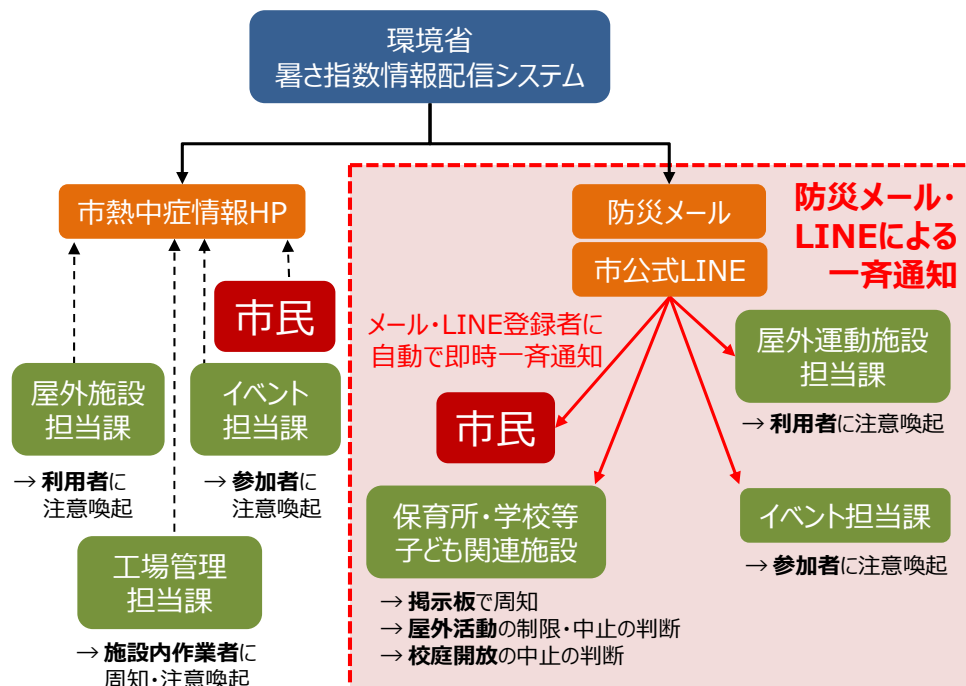 環境省
暑さ指数情報配信システム
市熱中症情報HP
市民
屋外施設
担当課
→ 利用者に
注意喚起
イベント
担当課
→ 参加者に
注意喚起
工場管理
担当課
→ 施設内作業者に
周知・注意喚起
防災メール・
LINEによる
一斉通知
防災メール
市公式LINE
メール・LINE登録者に
自動で即時一斉通知
市民
屋外運動施設
担当課
→ 利用者に注意喚起
保育所・学校等
子ども関連施設
→ 掲示板で周知
→ 屋外活動の制限・中止の判断
→ 校庭開放の中止の判断
イベント担当課
→ 参加者に注意喚起